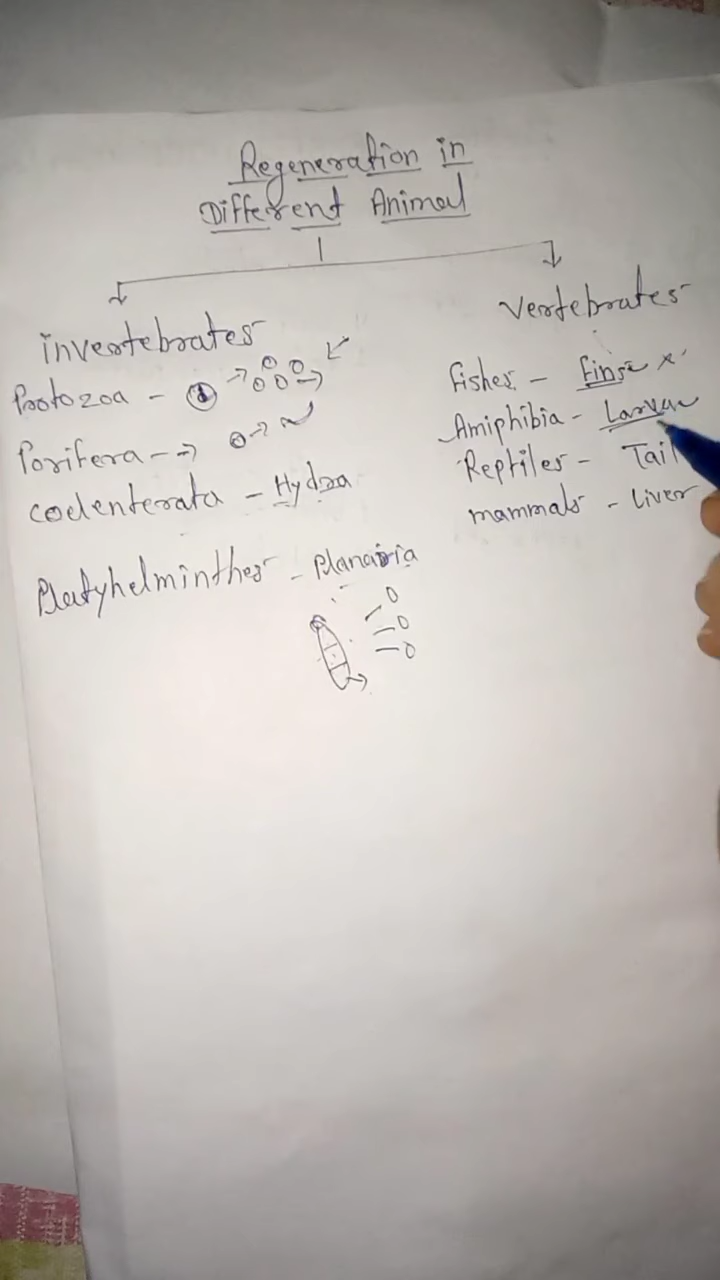 Regeneration in
Different Animal
invertebrates
Protozoa -
Porifera -
Coelenterata - Hydra
Platyhelminthes - Planaria
Vertebrates
fishes - Fins
Amiphibia - Larvae
Reptiles - Tail
mammals - liver